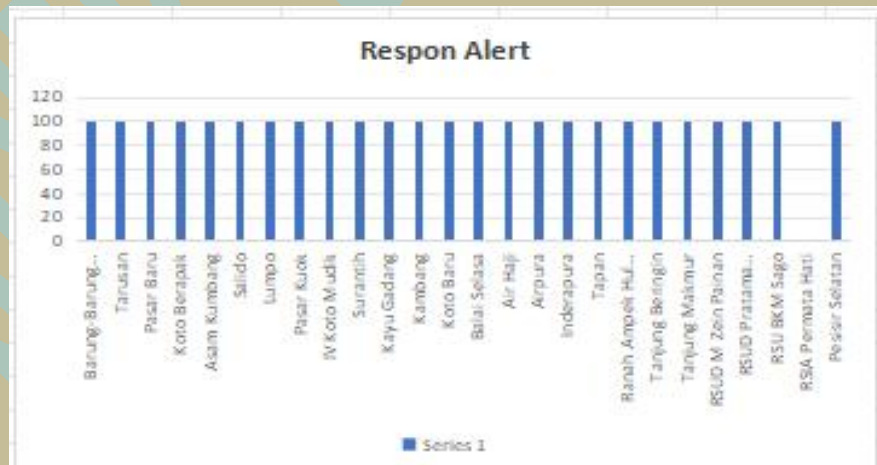 Respon Alert
120
100
80
60
40
20
0
Barung-Barung...
Tarusan
Pasar Baru
Koto Berapak
Asam Kumbang
Salido
Lumpo
Pasar Kuok
IV Koto Mudik
Surantih
Kayu Gadang
Kambang
Koto Baru
Balai Selasa
Air Haji
Airpura
Inderapura
Tapan
Ranah Ampek Hul...
Tanjung Beringin
Tanjung Makmur
RSUD M Zein Painan
RSUD Pratama...
RSU BKM Sago
RSIA Permata Hati
Pesisir Selatan
Series 1